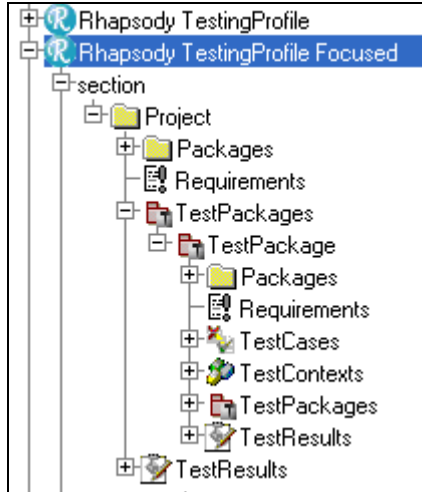 Rhapsody TestingProfile
Rhapsody TestingProfile Focused
section
Project
Packages
Requirements
TestPackages
TestPackage
Packages
Requirements
TestCases
TestContexts
TestPackages
TestResults
TestResults